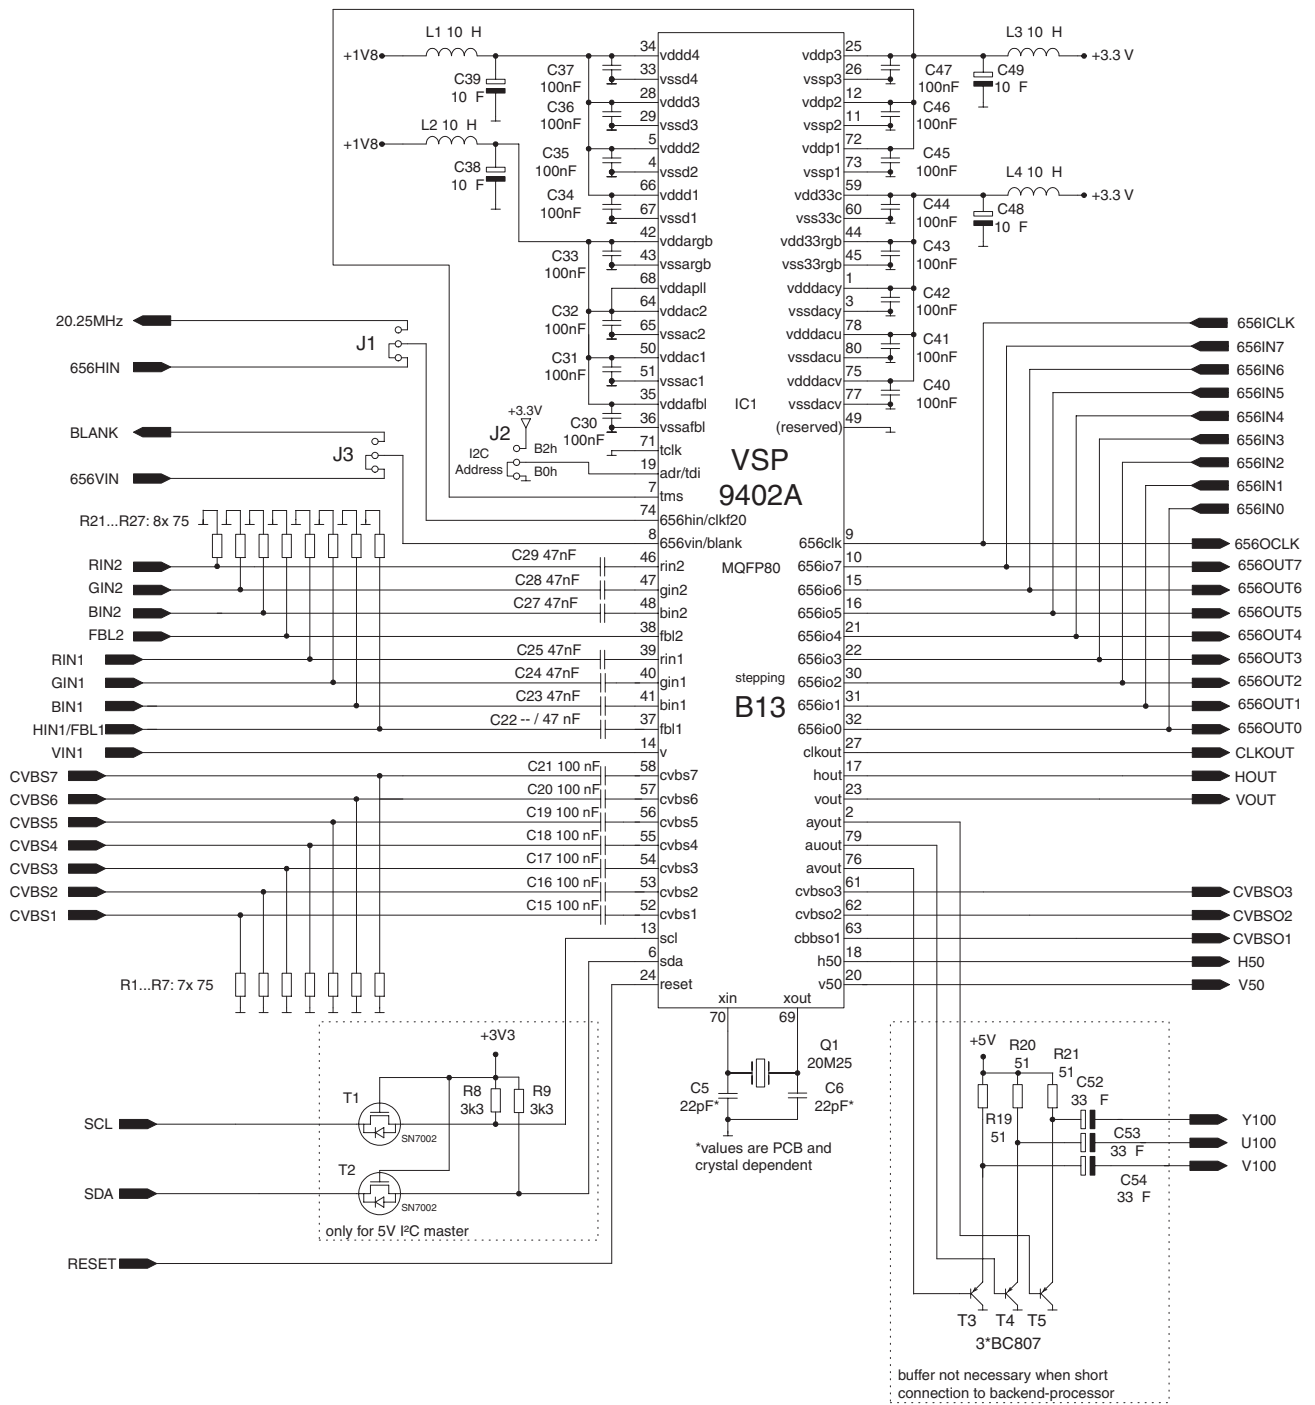 L1 10 H
+1V8
C39
10 F
L2 10 H
+1V8
C38
10 F
C37
100nF
C36
100nF
C35
100nF
C34
100nF
C33
100nF
C32
100nF
C31
100nF
C30
100nF
34 vddd4
33 vssd4
28 vddd3
29 vssd3
5 vddd2
4 vssd2
66 vddd1
67 vssd1
42 vddargb
43 vssargb
68 vddapll
64 vddac2
65 vssac2
50 vddac1
51 vssac1
35 vddafbl
36 vssafbl
71 tclk
19 adr/tdi
7 tms
74 656hin/clkf20
8 656vin/blank
46 rin2
47 gin2
48 bin2
38 fbl2
39 rin1
40 gin1
41 bin1
37 fbl1
14 v
58 cvbs7
57 cvbs6
56 cvbs5
55 cvbs4
54 cvbs3
53 cvbs2
52 cvbs1
13 scl
6 sda
24 reset
vddp3 25
vssp3 26
vddp2 12
vssp2 11
vddp1 72
vssp1 73
vdd33c 59
vss33c 60
vdd33rgb 44
vss33rgb 45
vdddacy 1
vssdacy 3
vdddacu 78
vssdacu 80
vdddacv 75
vssdacv 77
(reserved) 49
656clk 9
656io7 10
656io6 15
656io5 16
656io4 21
656io3 22
656io2 30
656io1 31
656io0 32
clkout 27
hout 17
vout 23
ayout 2
auout 79
avout 76
cvbso3 61
cvbso2 62
cbbso1 63
h50 18
v50 20
IC1
VSP
9402A
MQFP80
stepping
B13
xin
xout
70
69
L3 10 H
+3.3 V
C47
100nF
C49
10 F
C46
100nF
C45
100nF
L4 10 H
+3.3 V
C44
100nF
C48
10 F
C43
100nF
C42
100nF
C41
100nF
C40
100nF
20.25MHz
J1
656HIN
BLANK
J3
656VIN
+3.3V
J2
B2h
I2C
Address
B0h
R21...R27: 8x 75
RIN2
C29 47nF
GIN2
C28 47nF
BIN2
C27 47nF
FBL2
RIN1
C25 47nF
GIN1
C24 47nF
BIN1
C23 47nF
HIN1/FBL1
C22 -- / 47 nF
VIN1
CVBS7
C21 100 nF
CVBS6
C20 100 nF
CVBS5
C19 100 nF
CVBS4
C18 100 nF
CVBS3
C17 100 nF
CVBS2
C16 100 nF
CVBS1
C15 100 nF
R1...R7: 7x 75
656ICLK
656IN7
656IN6
656IN5
656IN4
656IN3
656IN2
656IN1
656IN0
656OCLK
656OUT7
656OUT6
656OUT5
656OUT4
656OUT3
656OUT2
656OUT1
656OUT0
CLKOUT
HOUT
VOUT
CVBSO3
CVBSO2
CVBSO1
H50
V50
+3V3
T1
R8
3k3
R9
3k3
SCL
SN7002
T2
SDA
SN7002
only for 5V I²C master
RESET
Q1
20M25
C5
22pF*
C6
22pF*
*values are PCB and
crystal dependent
+5V
R20
51
R21
51
C52
33 F
R19
51
C53
33 F
C54
33 F
Y100
U100
V100
T3 T4 T5
3*BC807
buffer not necessary when short
connection to backend-processor